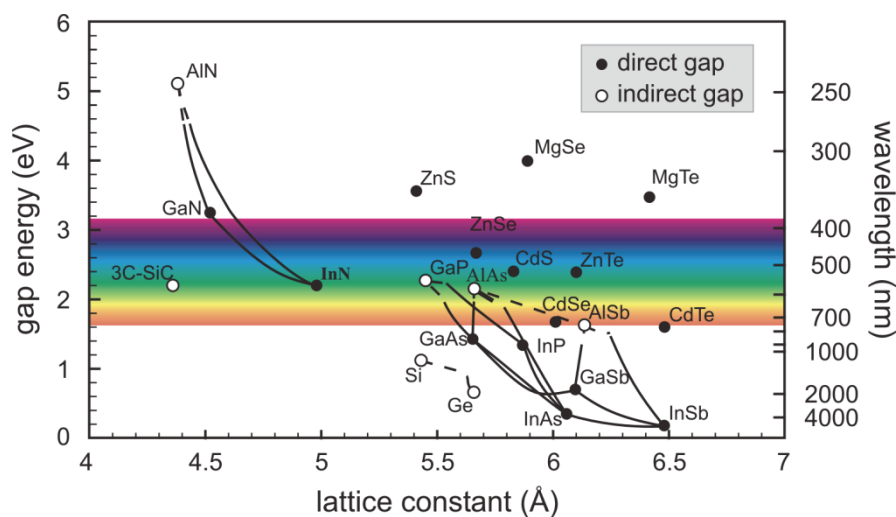 6
5
4
3
2
1
0
gap energy (eV)
4
4.5
5
5.5
6
6.5
7
lattice constant (Å)
250
300
400
500
700
1000
2000
4000
wavelength (nm)
direct gap
indirect gap
AlN
GaN
InN
3C-SiC
ZnS
MgSe
MgTe
ZnSe
CdS
ZnTe
GaP
AlAs
CdSe
AlSb
CdTe
GaAs
InP
Si
Ge
GaSb
InAs
InSb